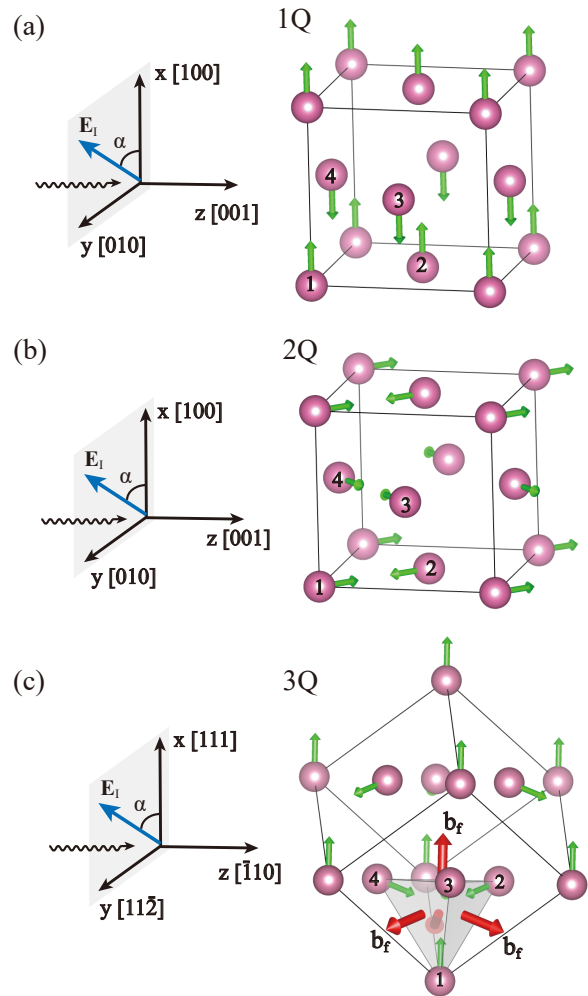 (a)
1Q
x [100]
E_I
α
z [001]
y [010]
4
3
2
1
(b)
2Q
x [100]
E_I
α
z [001]
y [010]
4
3
2
1
(c)
3Q
x [111]
E_I
α
z [1̄10]
y [112̄]
b_f
4
3
2
b_f
b_f
1